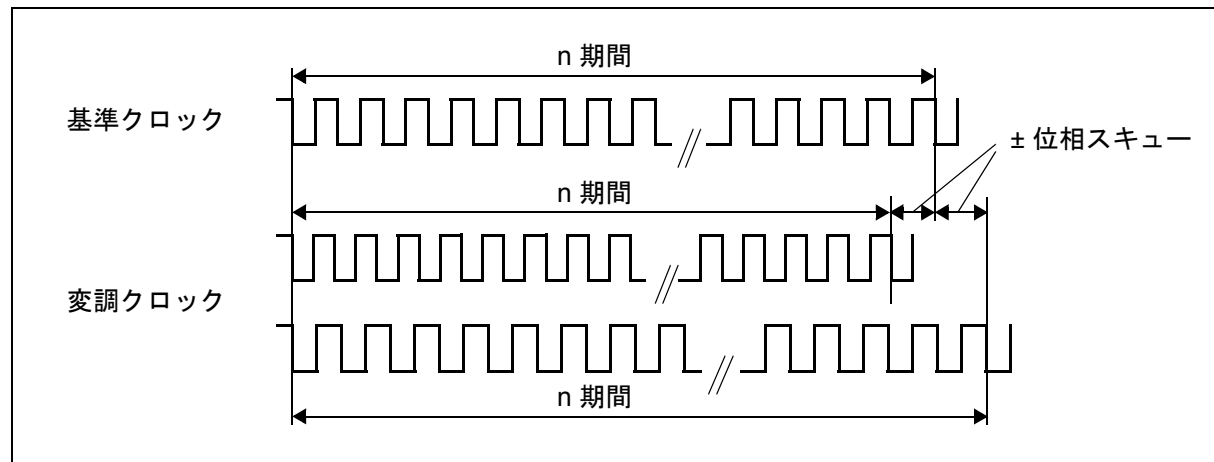 n 期間
基準クロック
± 位相スキュー
n 期間
変調クロック
n 期間